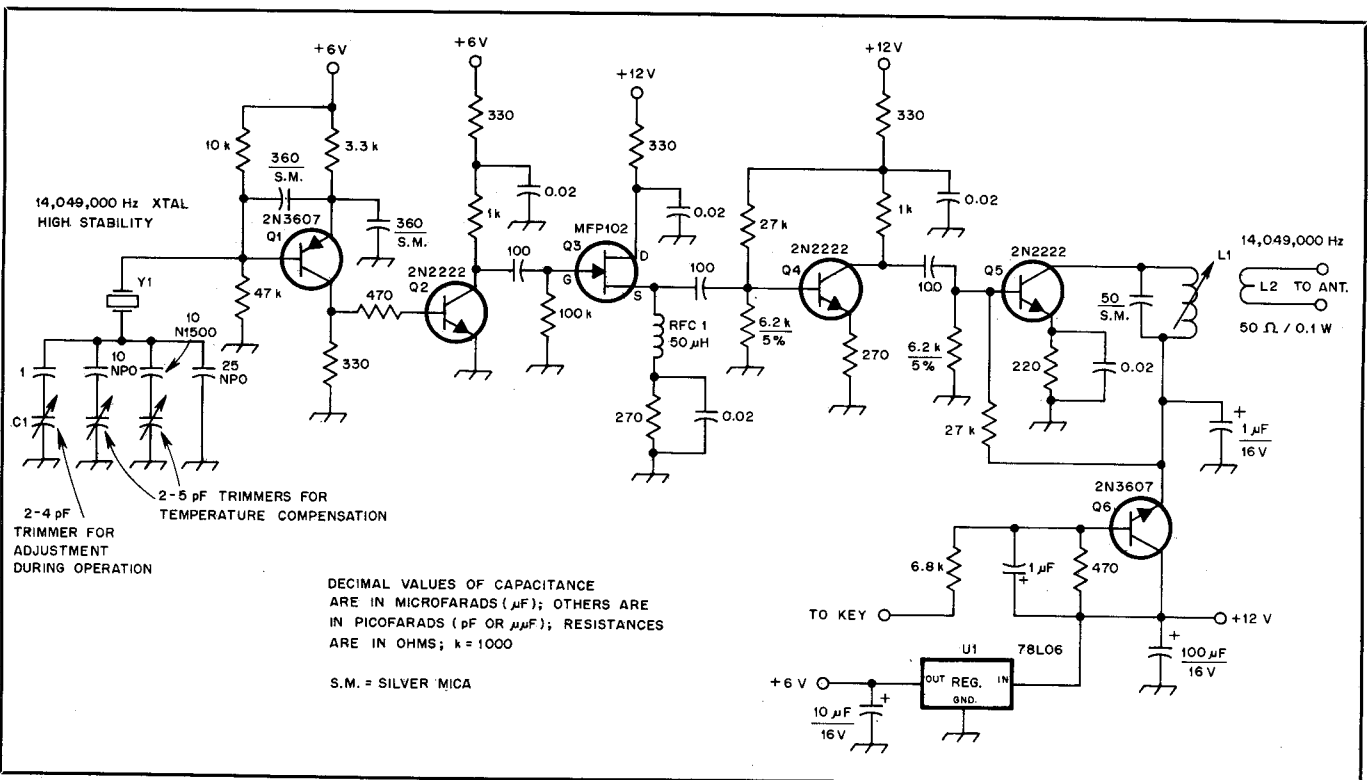 +6V
+6V
+12V
+12V
10 k
3.3 k
330
330
330
360
S.M.
0.02
0.02
0.02
14,049,000 Hz XTAL
HIGH STABILITY
2N3607
Q1
360
S.M.
1k
MFP102
Q3
27 k
1k
2N2222
Q4
2N2222
Q5
14,049,000 Hz
L1
L2
TO ANT.
50 Ω / 0.1 W
Y1
47 k
470
2N2222
Q2
100
G
D
S
100
100
50
S.M.
100k
RFC 1
50 μH
6.2 k
5%
270
6.2 k
5%
220
0.02
10
N1500
10
NPO
25
NPO
1
C1
330
270
0.02
27 k
1 μF
16V
2-5 pF TRIMMERS FOR
TEMPERATURE COMPENSATION
2-4 pF
TRIMMER FOR
ADJUSTMENT
DURING OPERATION
2N3607
Q6
6.8 k
1 μF
470
DECIMAL VALUES OF CAPACITANCE
ARE IN MICROFARADS (μF); OTHERS ARE
IN PICOFARADS (pF OR μμF); RESISTANCES
ARE IN OHMS; k = 1000
TO KEY
+12 V
S.M. = SILVER MICA
U1
78L06
+6 V
OUT
REG.
IN
GND.
100 μF
16V
10 μF
16V